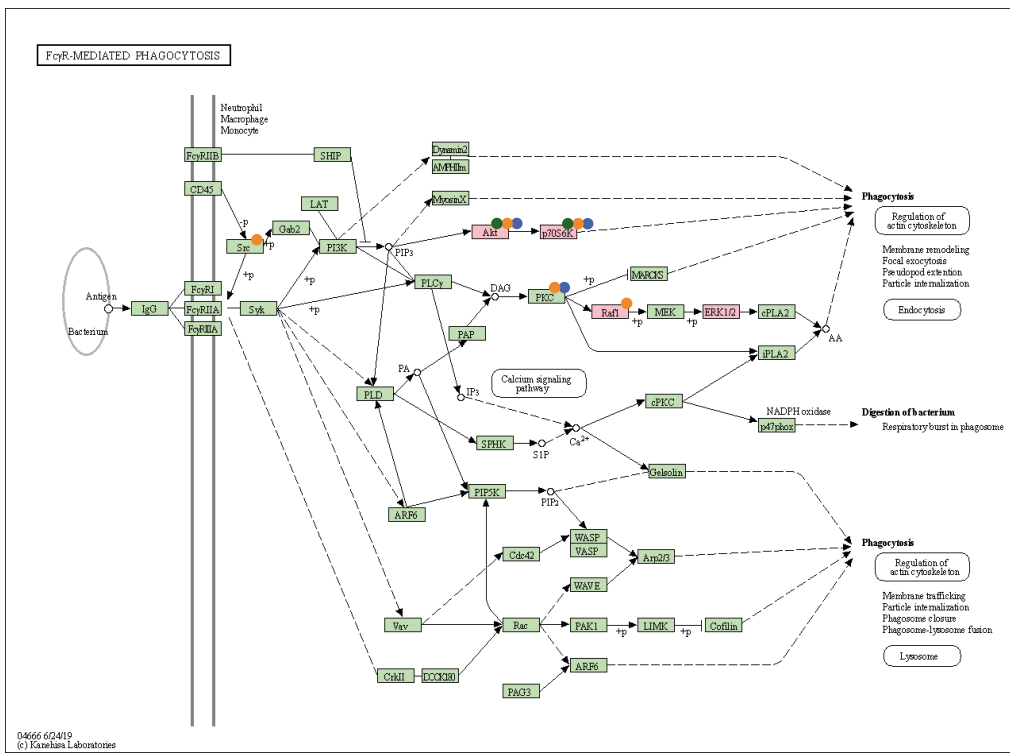 FcγR-MEDIATED PHAGOCYTOSIS
Neutrophil
Macrophage
Monocyte
FcγRIIB
SHIP
Dynamin2
AMPHIIm
CD45
LAT
MyosinX
Phagocytosis
-p
Gab2
Akt
p70S6K
Regulation of
actin cytoskeleton
Src
+p
PI3K
PIP3
Membrane remodeling
Focal exocytosis
Pseudopod extention
Particle internalization
+p
+p
PLCγ
DAG
PKC
+p
MARCKS
Antigen
FcγRI
IgG
FcγRIIA
Syk
+p
Raf1
+p
MEK
+p
ERK1/2
cPLA2
Endocytosis
Bacterium
FcγRIIIA
PAP
AA
iPLA2
PA
Calcium signaling
pathway
PLD
IP3
cPKC
NADPH oxidase
p47phox
Digestion of bacterium
Respiratory burst in phagosome
SPHK
S1P
Ca2+
Gelsolin
PIP5K
PIP2
ARF6
WASP
VASP
Phagocytosis
Cdc42
Arp2/3
Regulation of
actin cytoskeleton
WAVE
Membrane trafficking
Particle internalization
Phagosome closure
Phagosome-lysosome fusion
Vav
Rac
PAK1
+p
LIMK
+p
Cofilin
Lysosome
CrkII
DOCK180
ARF6
PAG3
04666 6/24/19
(c) Kanehisa Laboratories